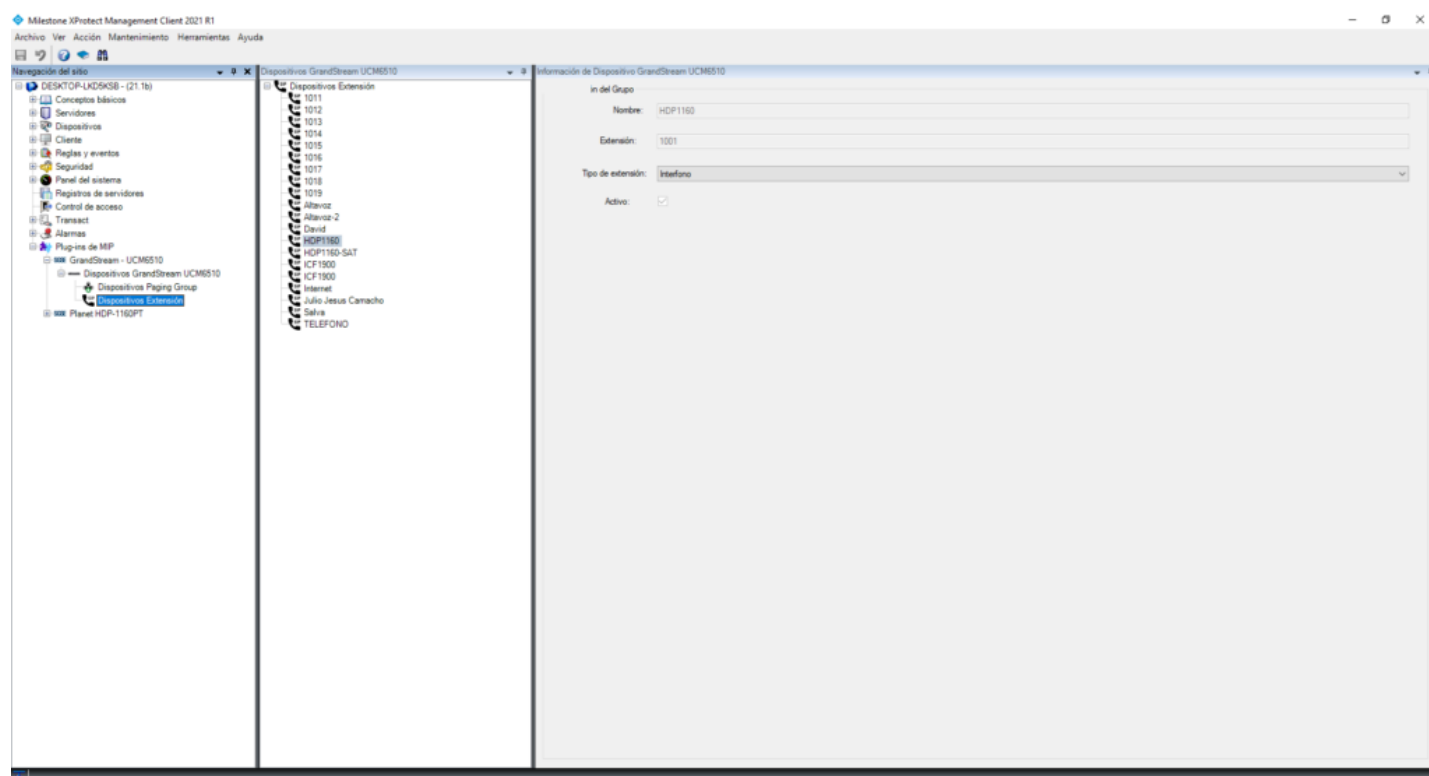 Milestone XProtect Management Client 2021 R1
Archivo Ver Acción Mantenimiento Herramientas Ayuda
Navegación del sitio
DESKTOP-LKD5KSB - (21.1b)
Conceptos básicos
Servidores
Dispositivos
Cliente
Reglas y eventos
Seguridad
Panel del sistema
Registros de servidores
Control de acceso
Transact
Alarmas
Plug-ins de MIP
GrandStream - UCM6510
Dispositivos GrandStream UCM6510
Dispositivos Paging Group
Dispositivos Extensión
Planet HDP-1160PT
Dispositivos GrandStream UCM6510
Dispositivos Extensión
1011
1012
1013
1014
1015
1016
1017
1018
1019
Altavoz
Altavoz-2
David
HDP1160
HDP1160-SAT
ICF1900
ICF1900
Internet
Julio Jesus Camacho
Salva
TELEFONO
Información de Dispositivo GrandStream UCM6510
in del Grupo
Nombre: HDP1160
Extensión: 1001
Tipo de extensión: Interfono
Activo: